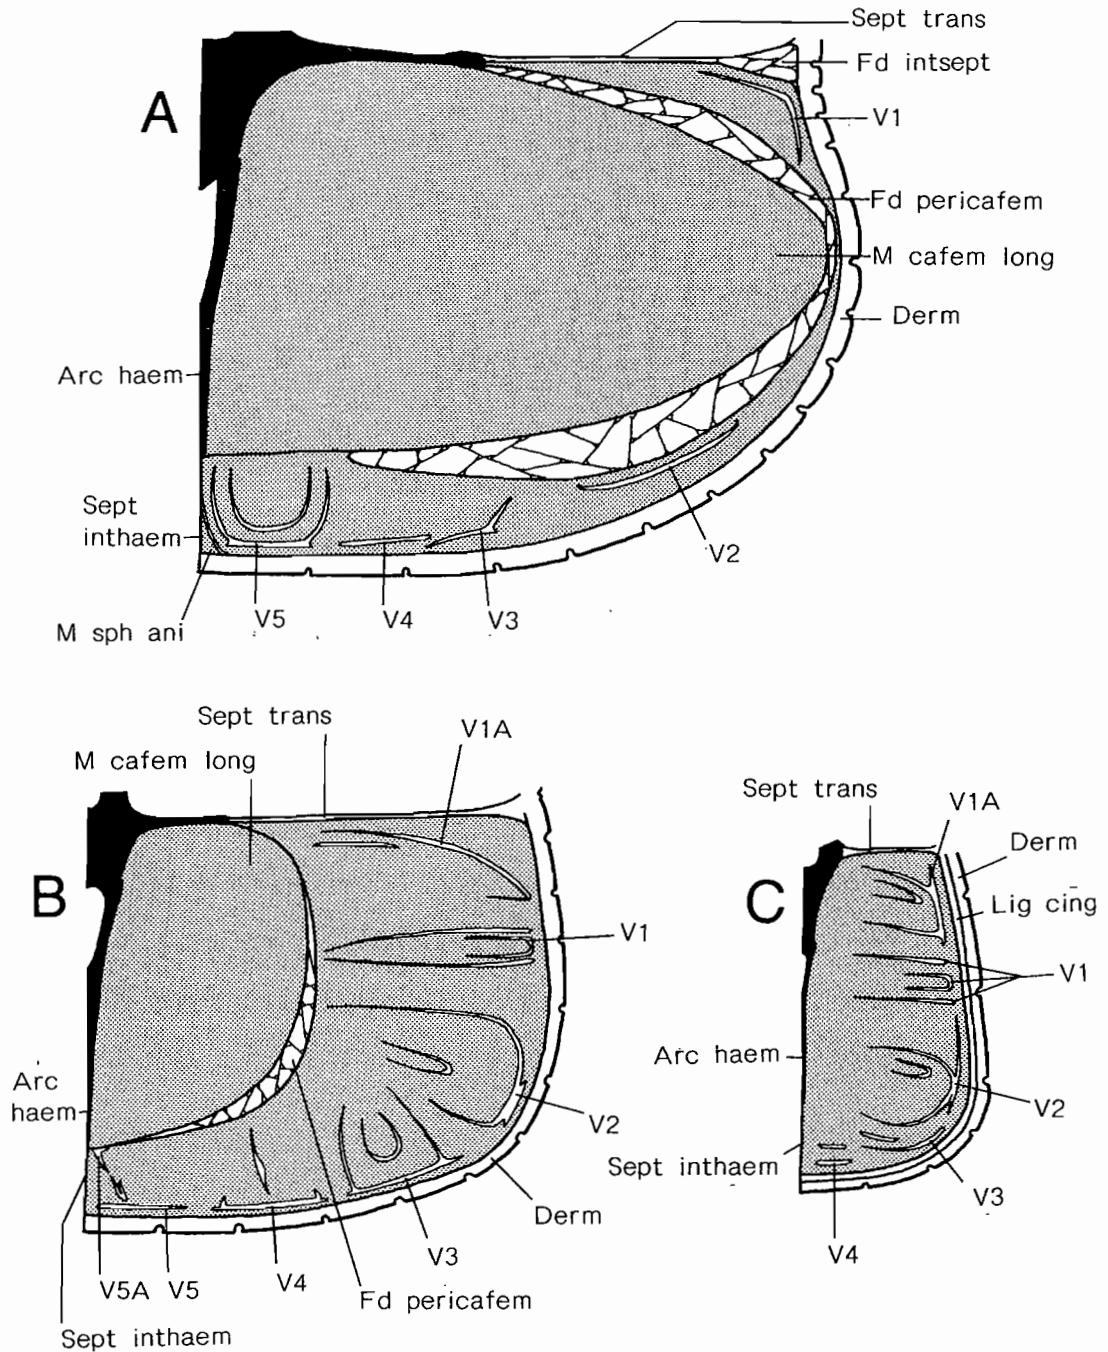 Sept trans
Fd intsept
A
V1
Fd pericafem
M cafem long
Derm
Arc haem
Sept
inthaem
V2
M sph ani
V5
V4
V3
Sept trans
V1A
M cafem long
B
V1
Arc
haem
V2
Derm
V3
V5A
V5
V4
Fd pericafem
Sept inthaem
Sept trans
V1A
Derm
C
Lig cing
V1
Arc haem
V2
Sept inthaem
V3
V4